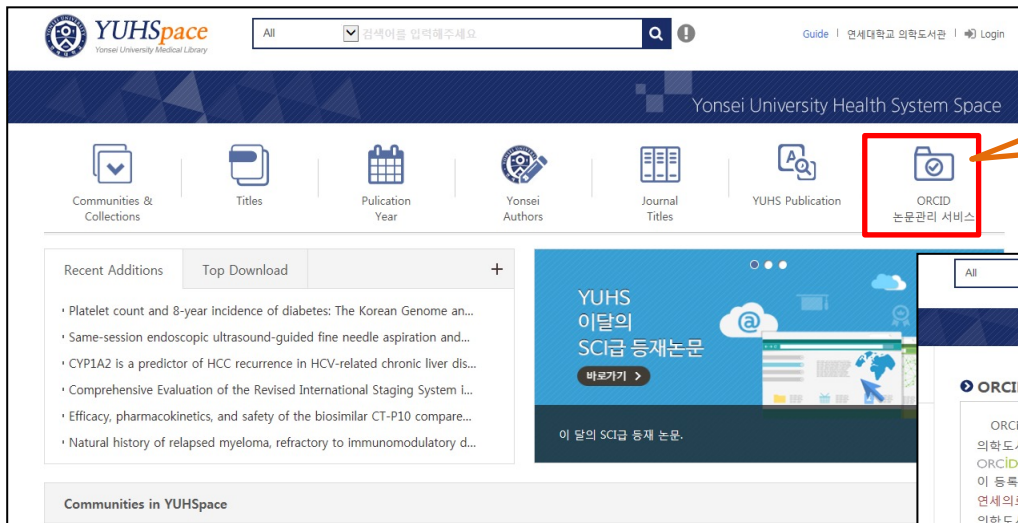 YUHSpace
Yonsei University Medical Library
All
검색어를 입력해주세요
Guide | 연세대학교 의학도서관 | Login
Yonsei University Health System Space
Communities &
Collections
Titles
Pulication
Year
Yonsei
Authors
Journal
Titles
YUHS Publication
ORCID
논문관리 서비스
Recent Additions
Top Download
+
Platelet count and 8-year incidence of diabetes: The Korean Genome an...
Same-session endoscopic ultrasound-guided fine needle aspiration and...
CYP1A2 is a predictor of HCC recurrence in HCV-related chronic liver dis...
Comprehensive Evaluation of the Revised International Staging System i...
Efficacy, pharmacokinetics, and safety of the biosimilar CT-P10 compare...
Natural history of relapsed myeloma, refractory to immunomodulatory d...
YUHS
이달의
SCI급 등재논문
바로가기 >
이 달의 SCI급 등재 논문.
Communities in YUHSpace
All
ORCI
ORCi
의학도서
ORCiD
이 등록
연세의료
의학도서